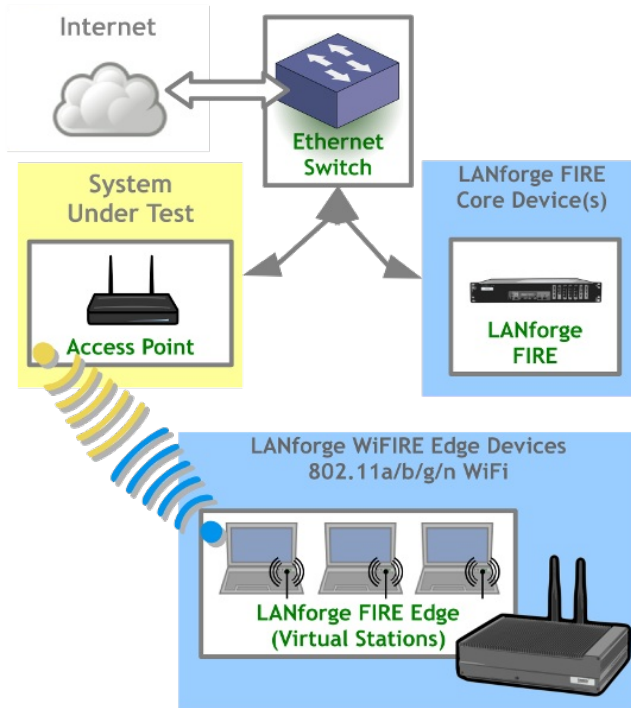 Internet
Ethernet
Switch
System
Under Test
Access Point
LANforge FIRE
Core Device(s)
LANforge
FIRE
LANforge WiFIRE Edge Devices
802.11a/b/g/n WiFi
LANforge FIRE Edge
(Virtual Stations)